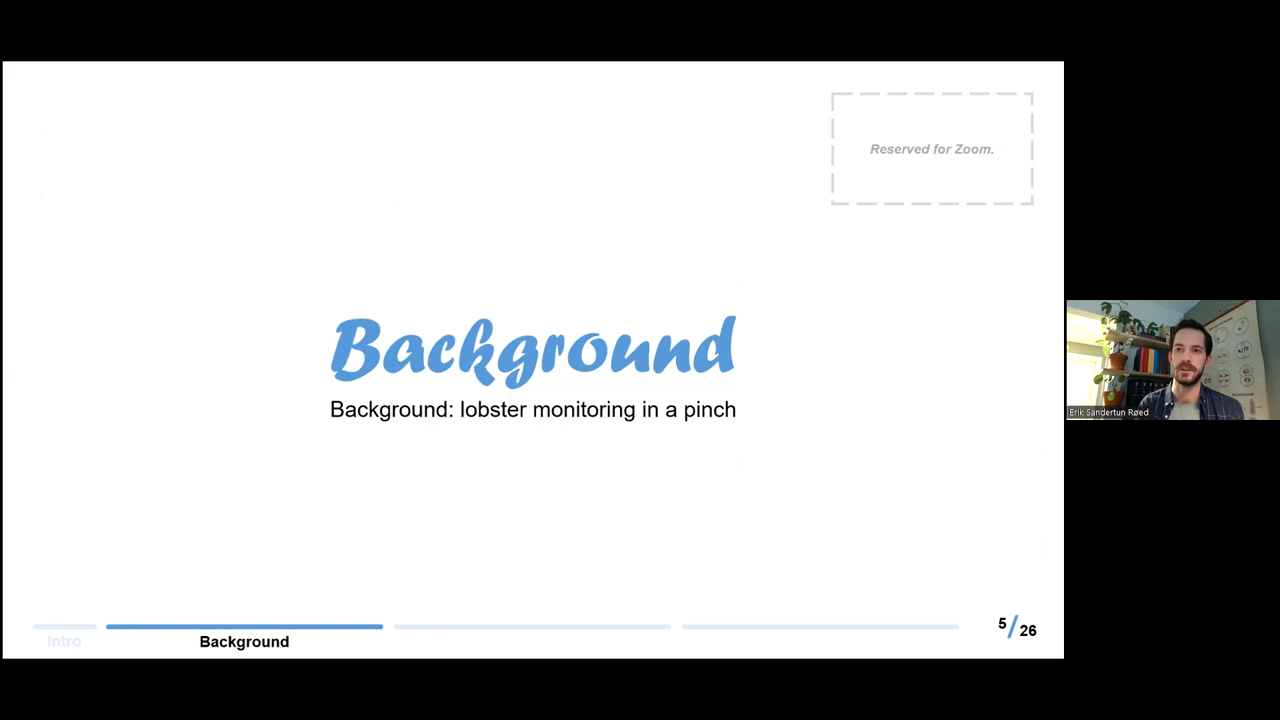 Reserved for Zoom.
Background
Background: lobster monitoring in a pinch
Erik Sandertun Røed
Intro
Background
5/26